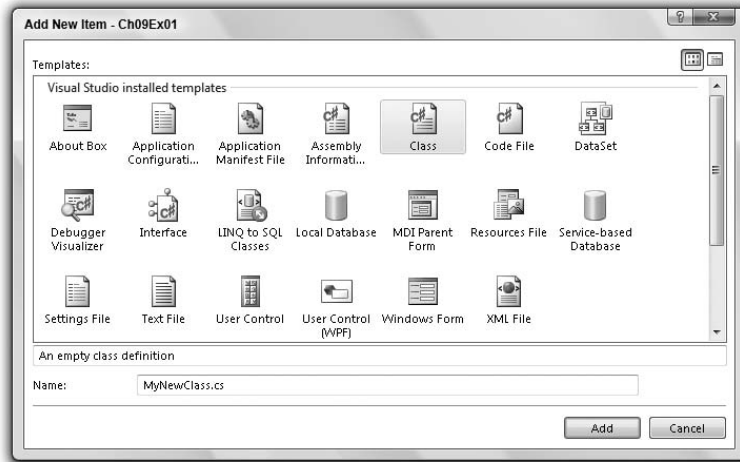 Add New Item - Ch09Ex01
Templates:
Visual Studio installed templates
About Box
Application Configurati...
Application Manifest File
Assembly Informati...
Class
Code File
DataSet
Debugger Visualizer
Interface
LINQ to SQL Classes
Local Database
MDI Parent Form
Resources File
Service-based Database
Settings File
Text File
User Control
User Control (WPF)
Windows Form
XML File
An empty class definition
Name:
MyNewClass.cs
Add
Cancel